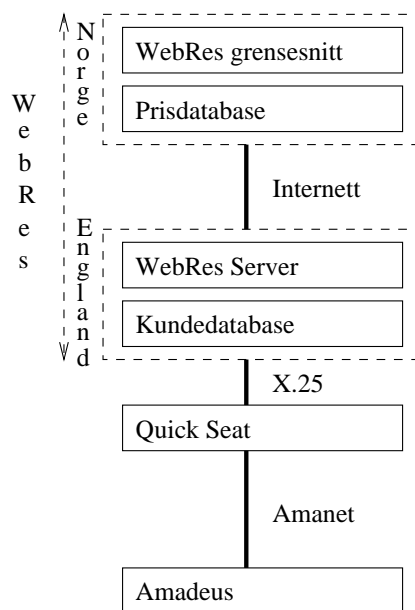 WebRes
Norge
WebRes grensesnitt
Prisdatabase
Internett
England
WebRes Server
Kundedatabase
X.25
Quick Seat
Amanet
Amadeus